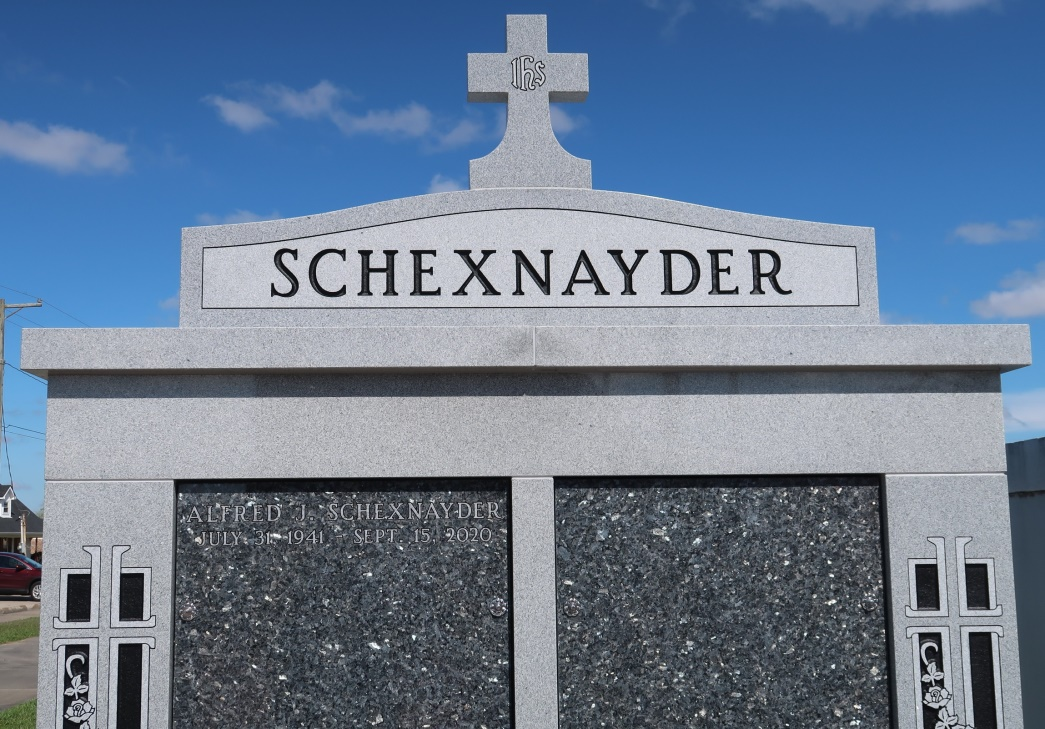 IHS
SCHEXNAYDER
ALFRED J. SCHEXNAYDER
JULY 31, 1941 - SEPT. 15, 2020